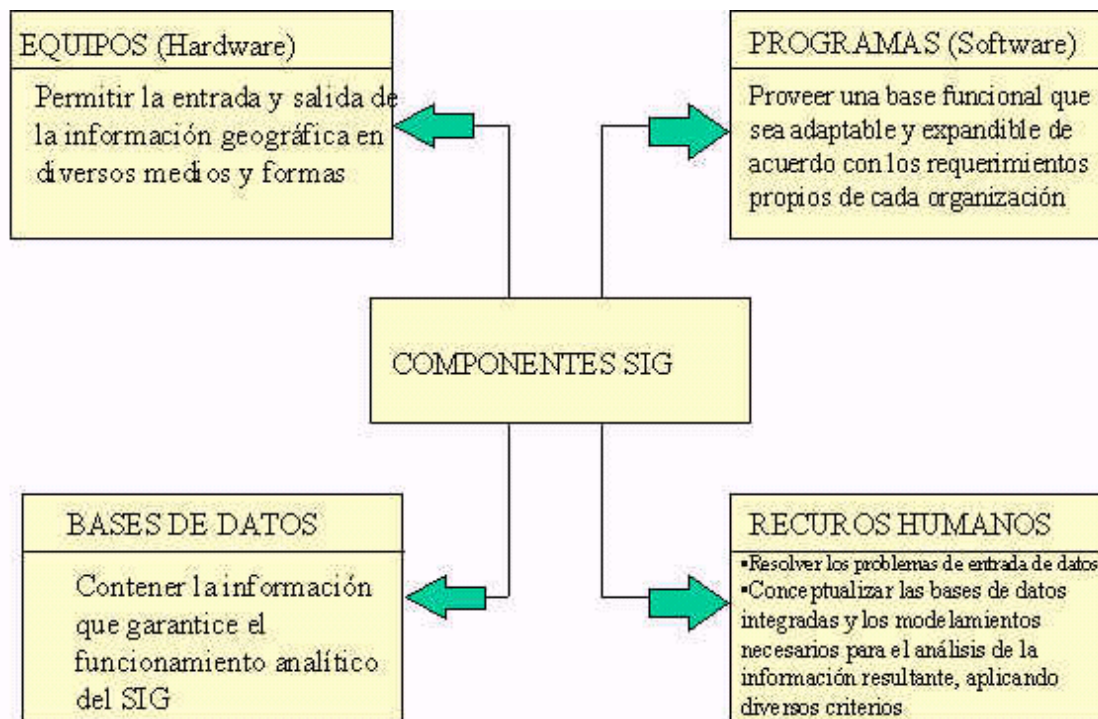 EQUIPOS (Hardware)
Permitir la entrada y salida de
la información geográfica en
diversos medios y formas
PROGRAMAS (Software)
Proveer una base funcional que
sea adaptable y expandible de
acuerdo con los requerimientos
propios de cada organización
COMPONENTES SIG
BASES DE DATOS
Contener la información
que garantice el
funcionamiento analítico
del SIG
RECUROS HUMANOS
▪Resolver los problemas de entrada de datos
▪Conceptualizar las bases de datos
integradas y los modelamientos
necesarios para el análisis de la
información resultante, aplicando
diversos criterios